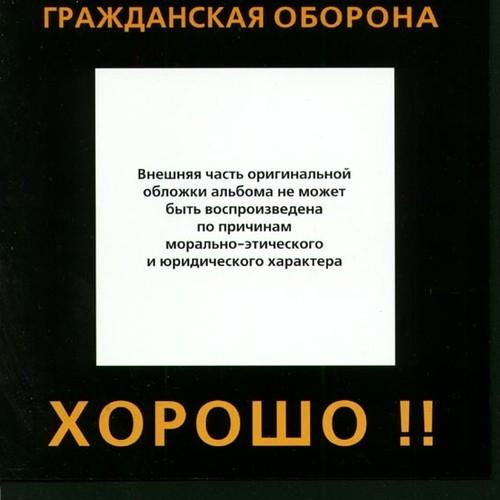 ГРАЖДАНСКАЯ ОБОРОНА
Внешняя часть оригинальной
обложки альбома не может
быть воспроизведена
по причинам
морально-этического
и юридического характера
ХОРОШО !!